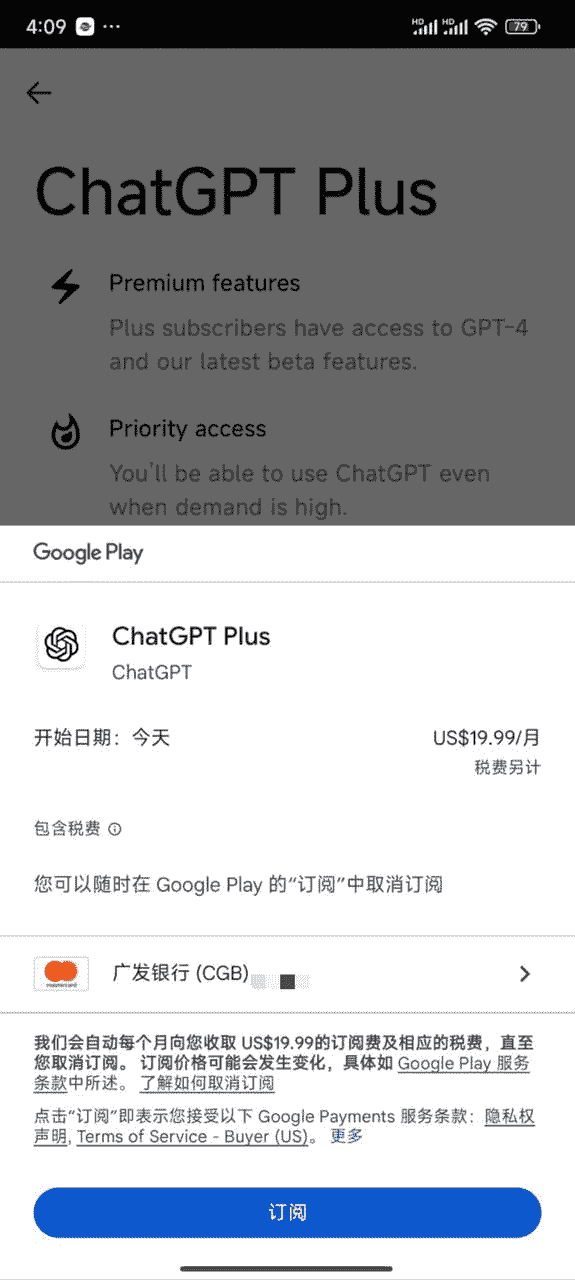 4:09
HD HD 79
ChatGPT Plus
Premium features
Plus subscribers have access to GPT-4
and our latest beta features.
Priority access
You'll be able to use ChatGPT even
when demand is high.
Google Play
ChatGPT Plus
ChatGPT
开始日期：今天 US$19.99/月
税费另计
包含税费
您可以随时在 Google Play 的“订阅”中取消订阅
mastercard 广发银行 (CGB)
我们会自动每个月向您收取 US$19.99的订阅费及相应的税费，直至
您取消订阅。 订阅价格可能会发生变化，具体如 Google Play 服务
条款中所述。 了解如何取消订阅
点击“订阅”即表示您接受以下 Google Payments 服务条款：隐私权
声明, Terms of Service - Buyer (US)。 更多
订阅